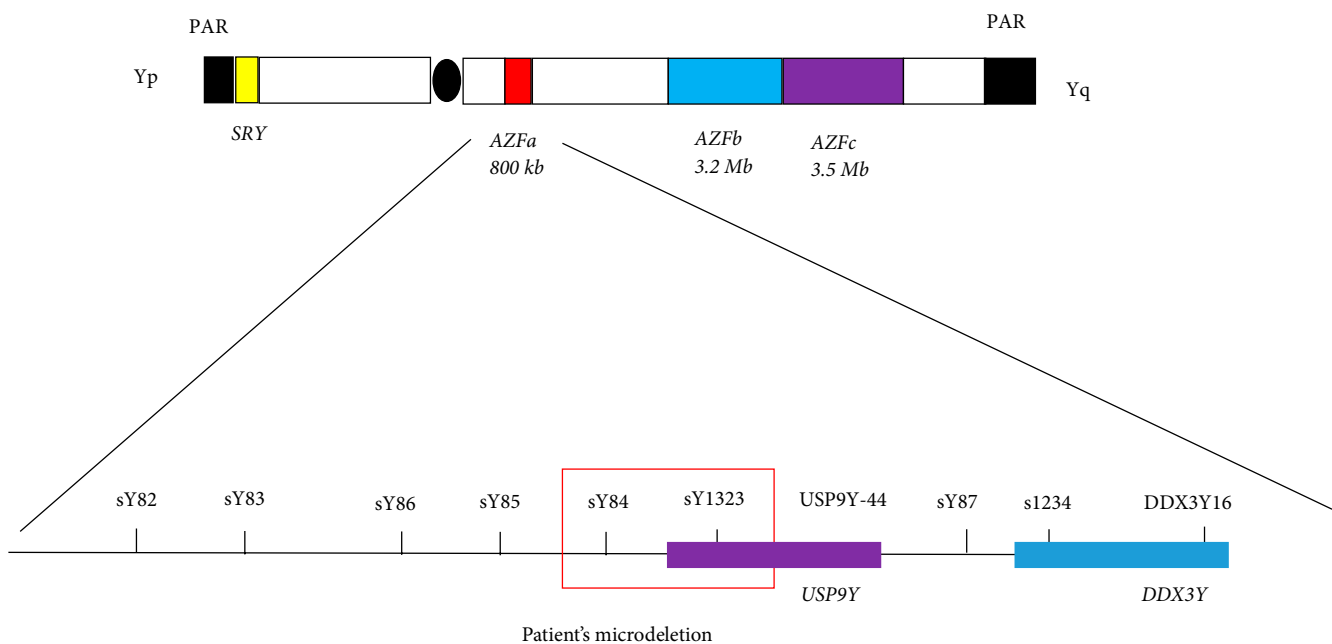 PAR
PAR
Yp
Yq
SRY
AZFa
800 kb
AZFb
3.2 Mb
AZFc
3.5 Mb
sY82
sY83
sY86
sY85
sY84
sY1323
USP9Y-44
sY87
s1234
DDX3Y16
USP9Y
DDX3Y
Patient's microdeletion